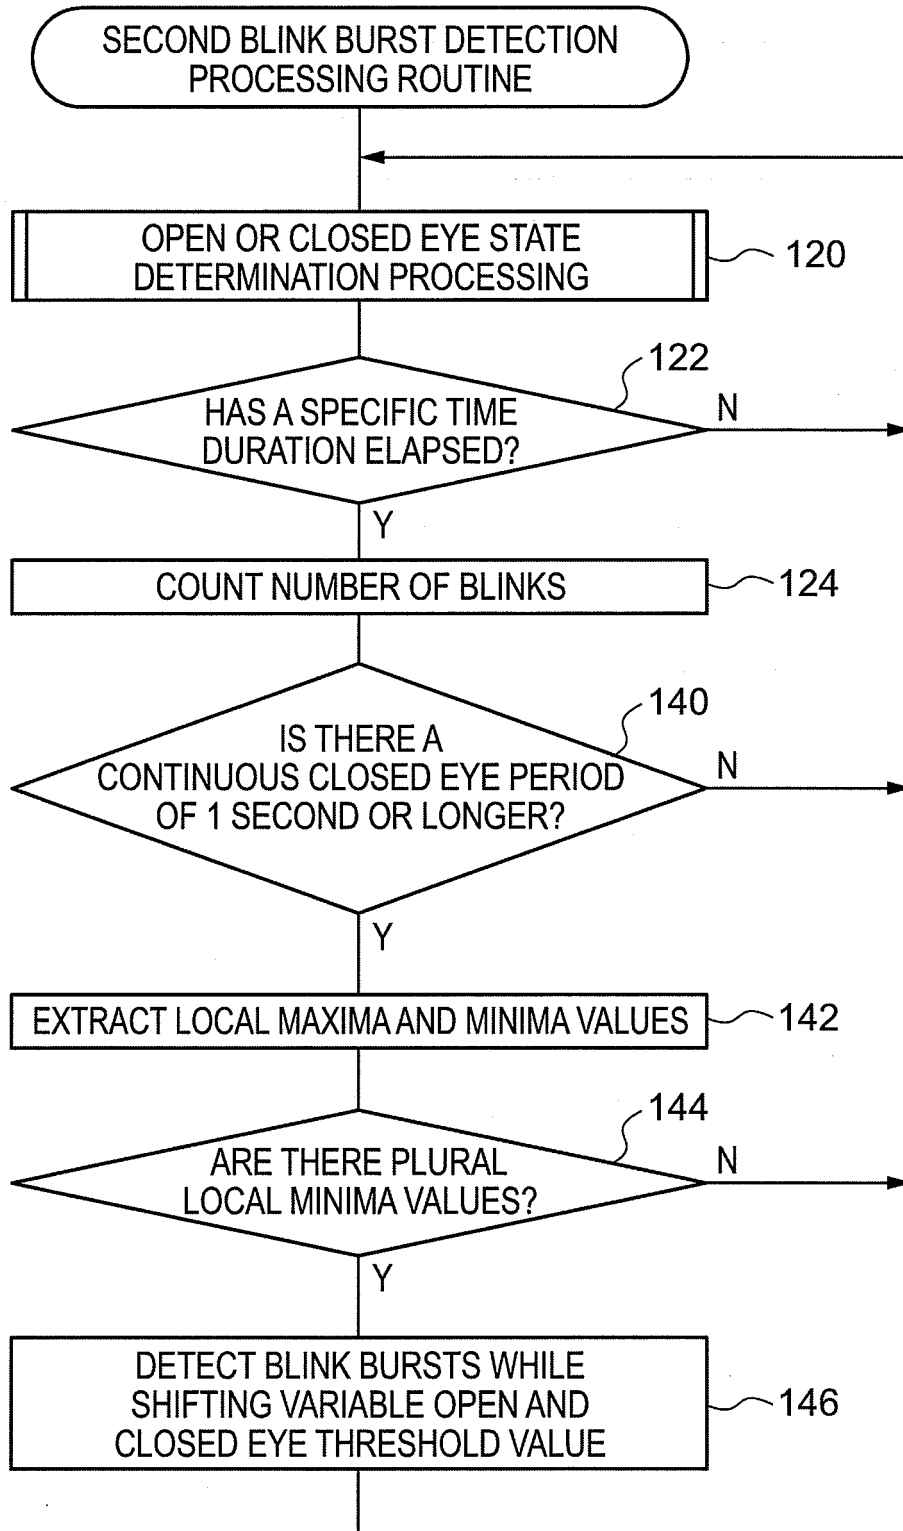 SECOND BLINK BURST DETECTION
PROCESSING ROUTINE
OPEN OR CLOSED EYE STATE
DETERMINATION PROCESSING
120
122
HAS A SPECIFIC TIME
DURATION ELAPSED?
N
Y
COUNT NUMBER OF BLINKS
124
140
IS THERE A
CONTINUOUS CLOSED EYE PERIOD
OF 1 SECOND OR LONGER?
N
Y
EXTRACT LOCAL MAXIMA AND MINIMA VALUES
142
144
ARE THERE PLURAL
LOCAL MINIMA VALUES?
N
Y
DETECT BLINK BURSTS WHILE
SHIFTING VARIABLE OPEN AND
CLOSED EYE THRESHOLD VALUE
146